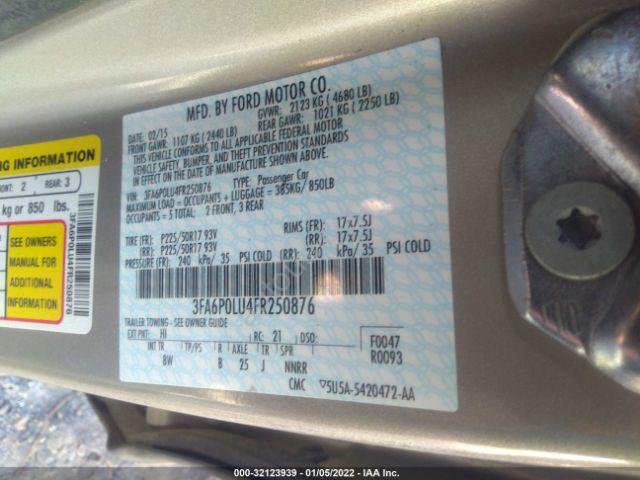 MFD. BY FORD MOTOR CO.
DATE: 02/15 GVWR: 2123 KG ( 4680 LB)
FRONT GAWR: 1107 KG ( 2440 LB) REAR GAWR: 1021 KG ( 2250 LB)
THIS VEHICLE CONFORMS TO ALL APPLICABLE FEDERAL MOTOR
VEHICLE SAFETY, BUMPER, AND THEFT PREVENTION STANDARDS
IN EFFECT ON THE DATE OF MANUFACTURE SHOWN ABOVE.
VIN: 3FA6P0LU4FR250876 TYPE: Passenger Car
MAXIMUM LOAD = OCCUPANTS + LUGGAGE = 385KG/ 850LB
OCCUPANTS = 5 TOTAL: 2 FRONT, 3 REAR
TIRE (FR): P225/50R17 93V RIMS (FR): 17x7.5J
(RR): P225/50R17 93V (RR): 17x7.5J
PRESSURE (FR): 240 kPa/ 35 PSI COLD (RR): 240 kPa/ 35 PSI COLD
3FA6P0LU4FR250876
TRAILER TOWING - SEE OWNER GUIDE
EXT PNT: HI RC: 21 DSO:
F0047
R0093
INT TR TP/PS R AXLE TR SPR
BW B 25 J NNRR
CMC ▽5U5A-5420472-AA
NG INFORMATION
RONT: 2 REAR: 3
kg or 850 lbs.
SEE OWNERS
MANUAL FOR
ADDITIONAL
INFORMATION
3FA6P0LU4FR250876
000-32123939 - 01/05/2022 - IAA Inc.